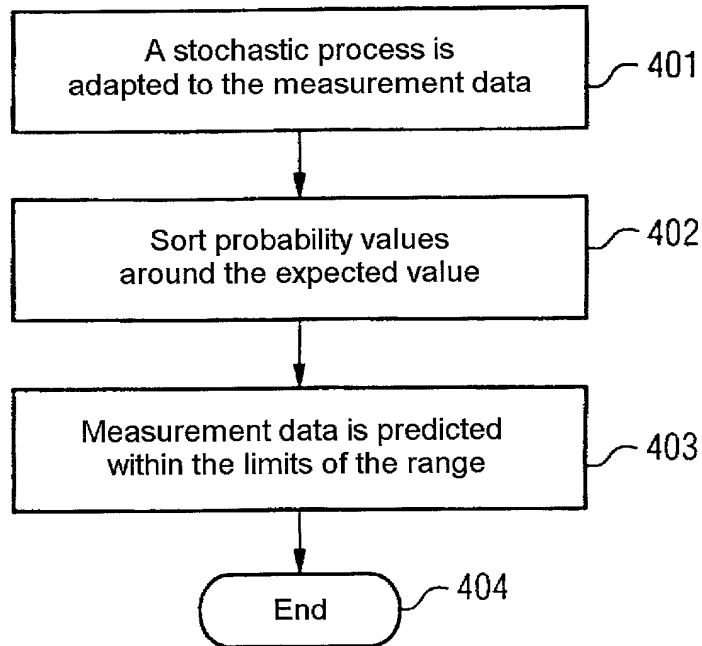 A stochastic process is
adapted to the measurement data
401
Sort probability values
around the expected value
402
Measurement data is predicted
within the limits of the range
403
End
404